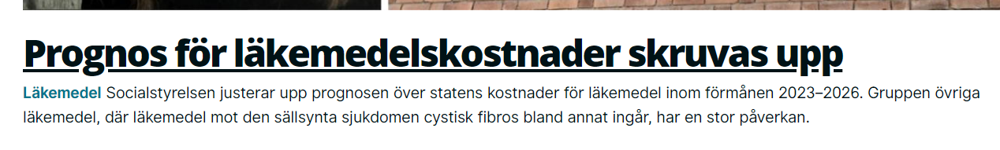 Prognos för läkemedelskostnader skruvas upp
Läkemedel Socialstyrelsen justerar upp prognosen över statens kostnader för läkemedel inom förmånen 2023–2026. Gruppen övriga
läkemedel, där läkemedel mot den sällsynta sjukdomen cystisk fibros bland annat ingår, har en stor påverkan.